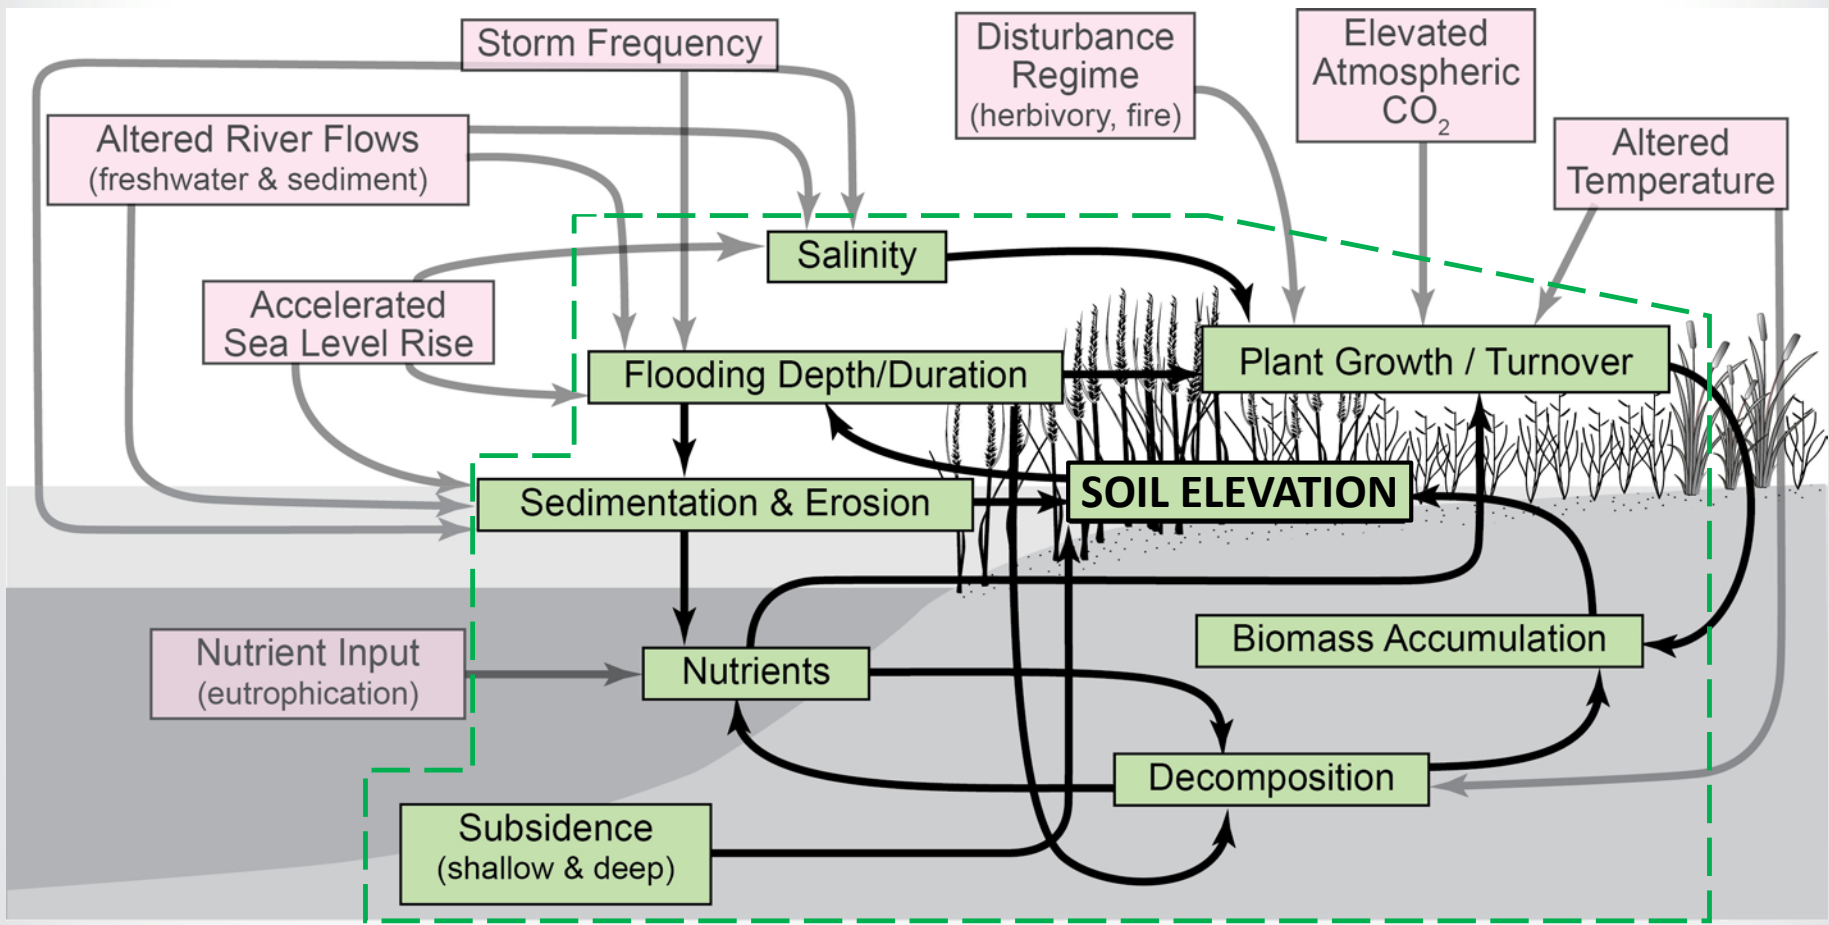 Storm Frequency
Disturbance
Regime
(herbivory, fire)
Elevated
Atmospheric
CO₂
Altered River Flows
(freshwater & sediment)
Altered
Temperature
Salinity
Accelerated
Sea Level Rise
Flooding Depth/Duration
Plant Growth / Turnover
Sedimentation & Erosion
SOIL ELEVATION
Nutrient Input
(eutrophication)
Nutrients
Biomass Accumulation
Decomposition
Subsidence
(shallow & deep)